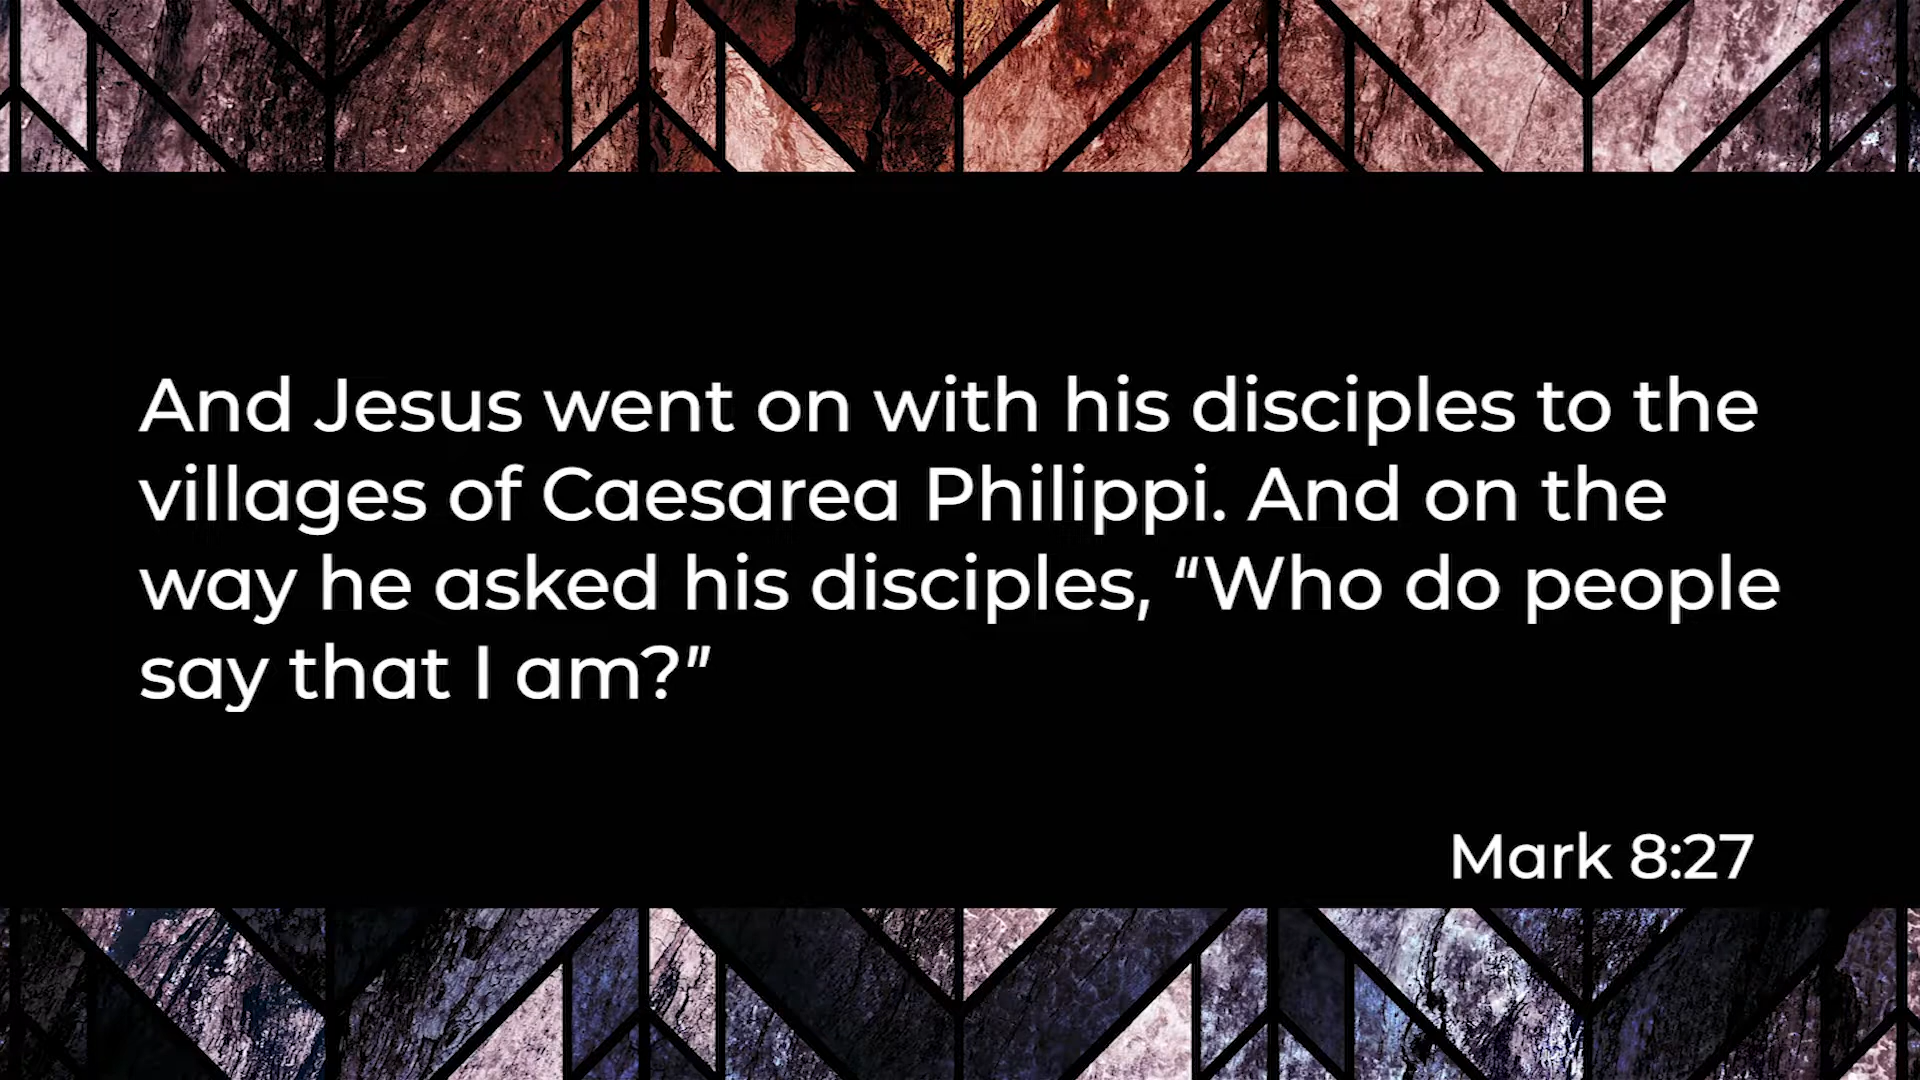 And Jesus went on with his disciples to the
villages of Caesarea Philippi. And on the
way he asked his disciples, “Who do people
say that I am?”
Mark 8:27